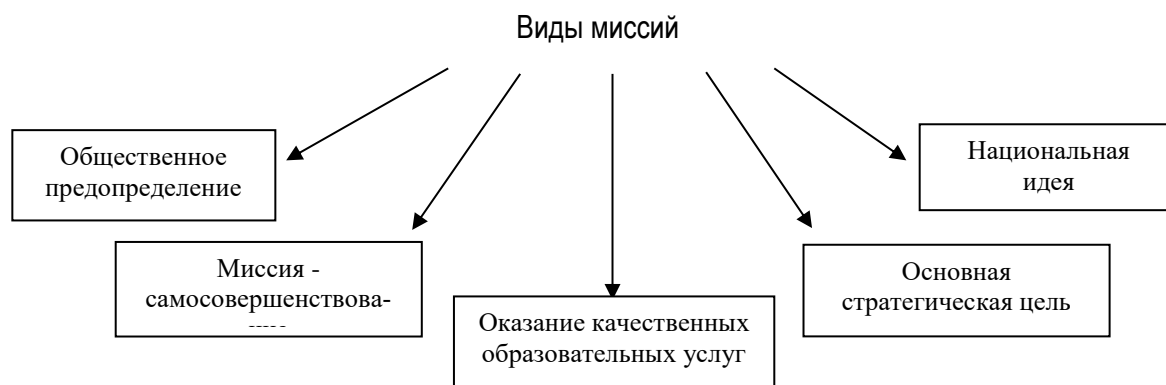 Виды миссий
Общественное
предопределение
Национальная
идея
Миссия -
самосовершенствова-
Основная
стратегическая цель
Оказание качественных
образовательных услуг